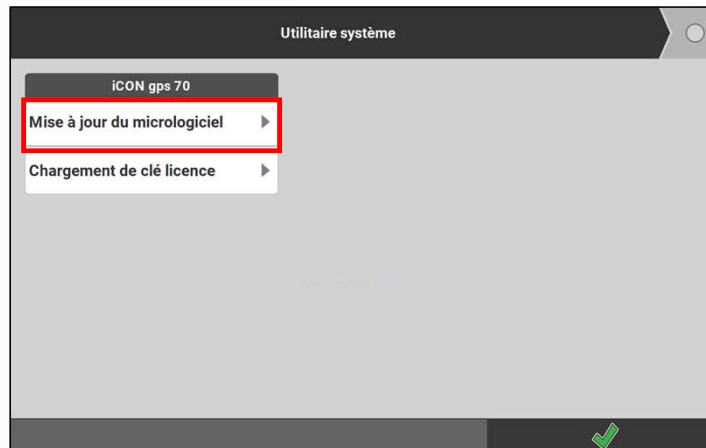 Utilitaire système
iCON gps 70
Mise à jour du micrologiciel
Chargement de clé licence